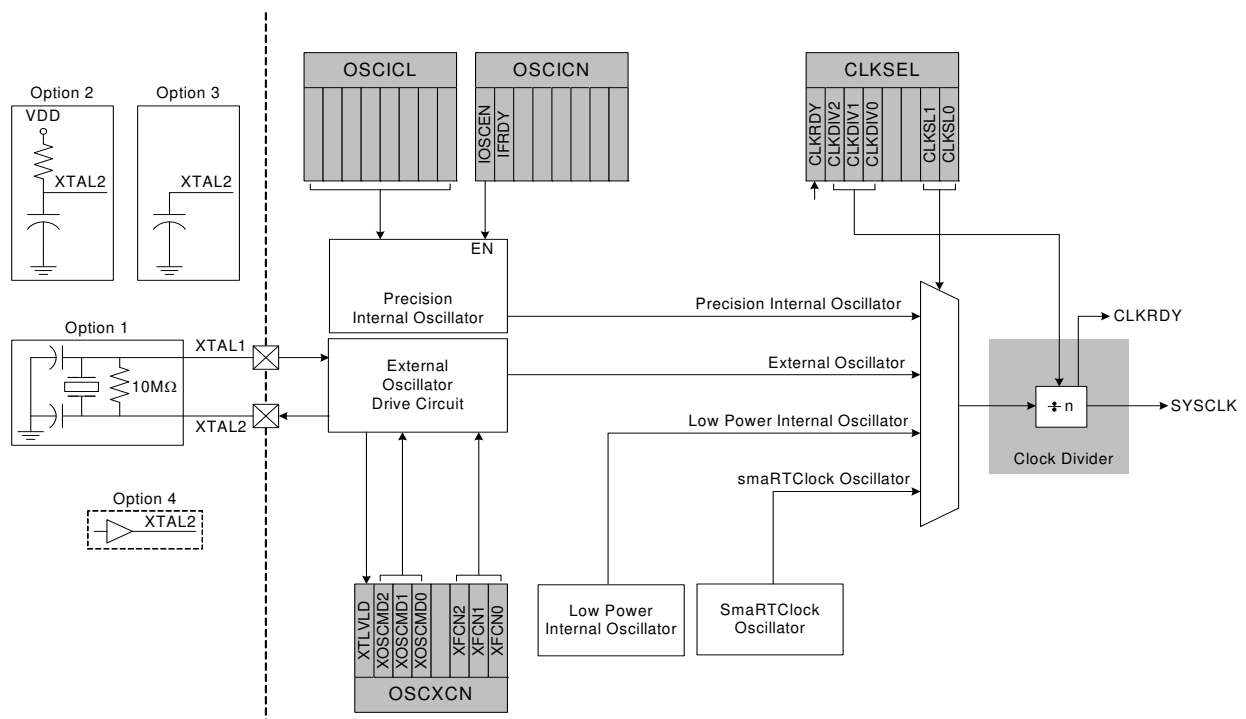 OSCICL
OSCICN
CLKSEL
IOSCEN
IFRDY
CLKRDY
CLKDIV2
CLKDIV1
CLKDIV0
CLKSL1
CLKSL0
Option 2
VDD
XTAL2
Option 3
XTAL2
EN
Precision
Internal Oscillator
Precision Internal Oscillator
CLKRDY
Option 1
10MΩ
XTAL1
XTAL2
External
Oscillator
Drive Circuit
External Oscillator
Low Power Internal Oscillator
smaRTClock Oscillator
÷ n
SYSCLK
Clock Divider
Option 4
XTAL2
XTLVLD
XOSCMD2
XOSCMD1
XOSCMD0
XFCN2
XFCN1
XFCN0
OSCXCN
Low Power
Internal Oscillator
SmaRTClock
Oscillator